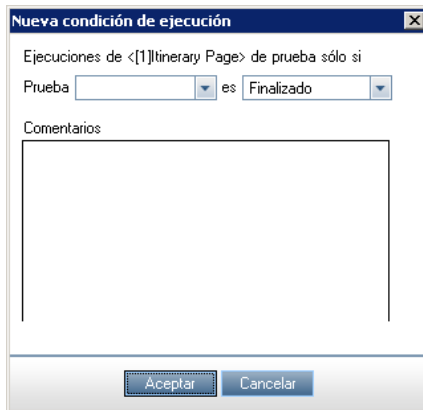 Nueva condición de ejecución
Ejecuciones de <[1]Itinerary Page> de prueba sólo si
Prueba es Finalizado
Comentarios
Aceptar Cancelar